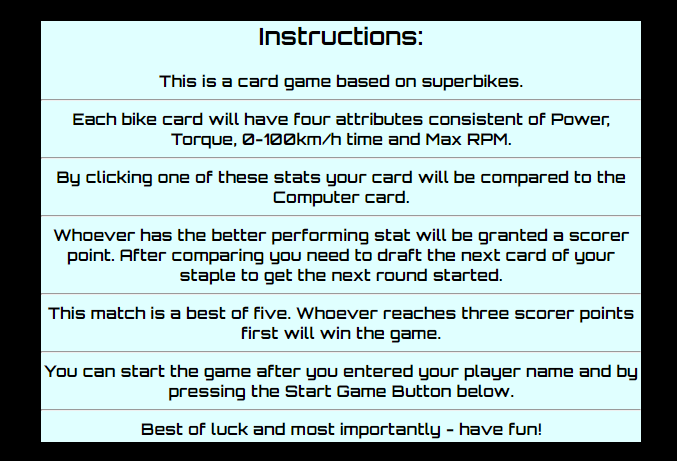 Instructions:
This is a card game based on superbikes.
Each bike card will have four attributes consistent of Power,
Torque, 0-100km/h time and Max RPM.
By clicking one of these stats your card will be compared to the
Computer card.
Whoever has the better performing stat will be granted a scorer
point. After comparing you need to draft the next card of your
staple to get the next round started.
This match is a best of five. Whoever reaches three scorer points
first will win the game.
You can start the game after you entered your player name and by
pressing the Start Game Button below.
Best of luck and most importantly - have fun!